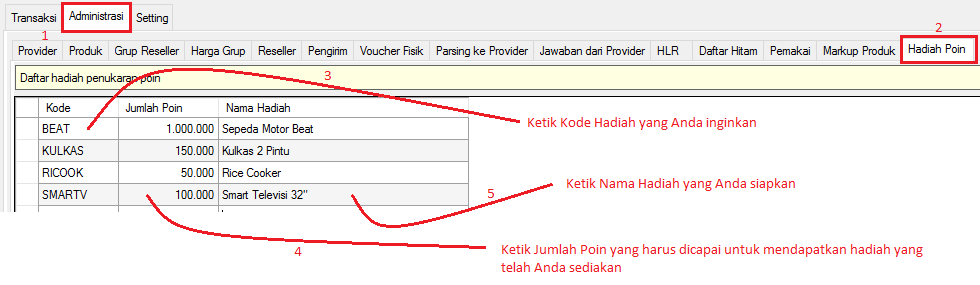 Transaksi Administrasi Setting
1 2
Provider Produk Grup Reseller Harga Grup Reseller Pengirim Voucher Fisik Parsing ke Provider Jawaban dari Provider HLR Daftar Hitam Pemakai Markup Produk Hadiah Poin
Daftar hadiah penukaran poin
3
Kode Jumlah Poin Nama Hadiah
BEAT 1.000.000 Sepeda Motor Beat
KULKAS 150.000 Kulkas 2 Pintu
RICOOK 50.000 Rice Cooker
SMARTV 100.000 Smart Televisi 32"
Ketik Kode Hadiah yang Anda inginkan
5
Ketik Nama Hadiah yang Anda siapkan
4
Ketik Jumlah Poin yang harus dicapai untuk mendapatkan hadiah yang
telah Anda sediakan